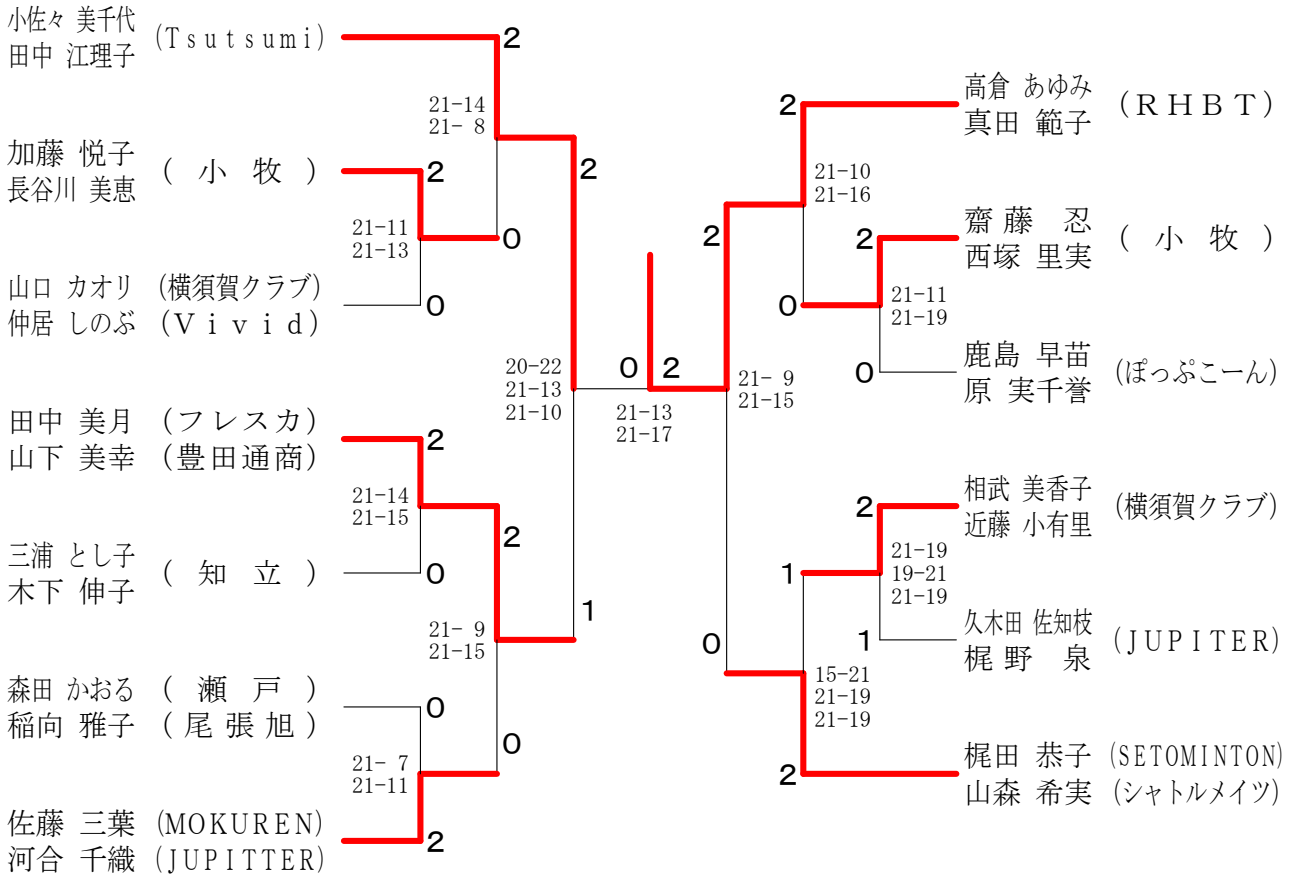 小佐々 美千代 (Tsutsumi)
田中 江理子
2
21-14
21- 8
加藤 悦子 (小牧)
長谷川 美恵
2
2
21-11
21-13
0
山口 カオリ (横須賀クラブ)
仲居 しのぶ (Vivid)
0
20-22
21-13
21-10
田中 美月 (フレスカ)
山下 美幸 (豊田通商)
2
21-14
21-15
2
三浦 とし子 (知立)
木下 伸子
0
1
21- 9
21-15
森田 かおる (瀬戸)
稲向 雅子 (尾張旭)
0
0
21- 7
21-11
佐藤 三葉 (MOKUREN)
河合 千織 (JUPITTER)
2
0 2
21-13
21-17
高倉 あゆみ (RHBT)
真田 範子
2
21-10
21-16
2
齋藤 忍 (小牧)
西塚 里実
2
0
21-11
21-19
鹿島 早苗 (ぽっぷこーん)
原 実千誉
0
21- 9
21-15
相武 美香子 (横須賀クラブ)
近藤 小有里
2
21-19
19-21
21-19
1
久木田 佐知枝 (JUPITER)
梶野 泉
1
0
15-21
21-19
21-19
梶田 恭子 (SETOMINTON)
山森 希実 (シャトルメイツ)
2